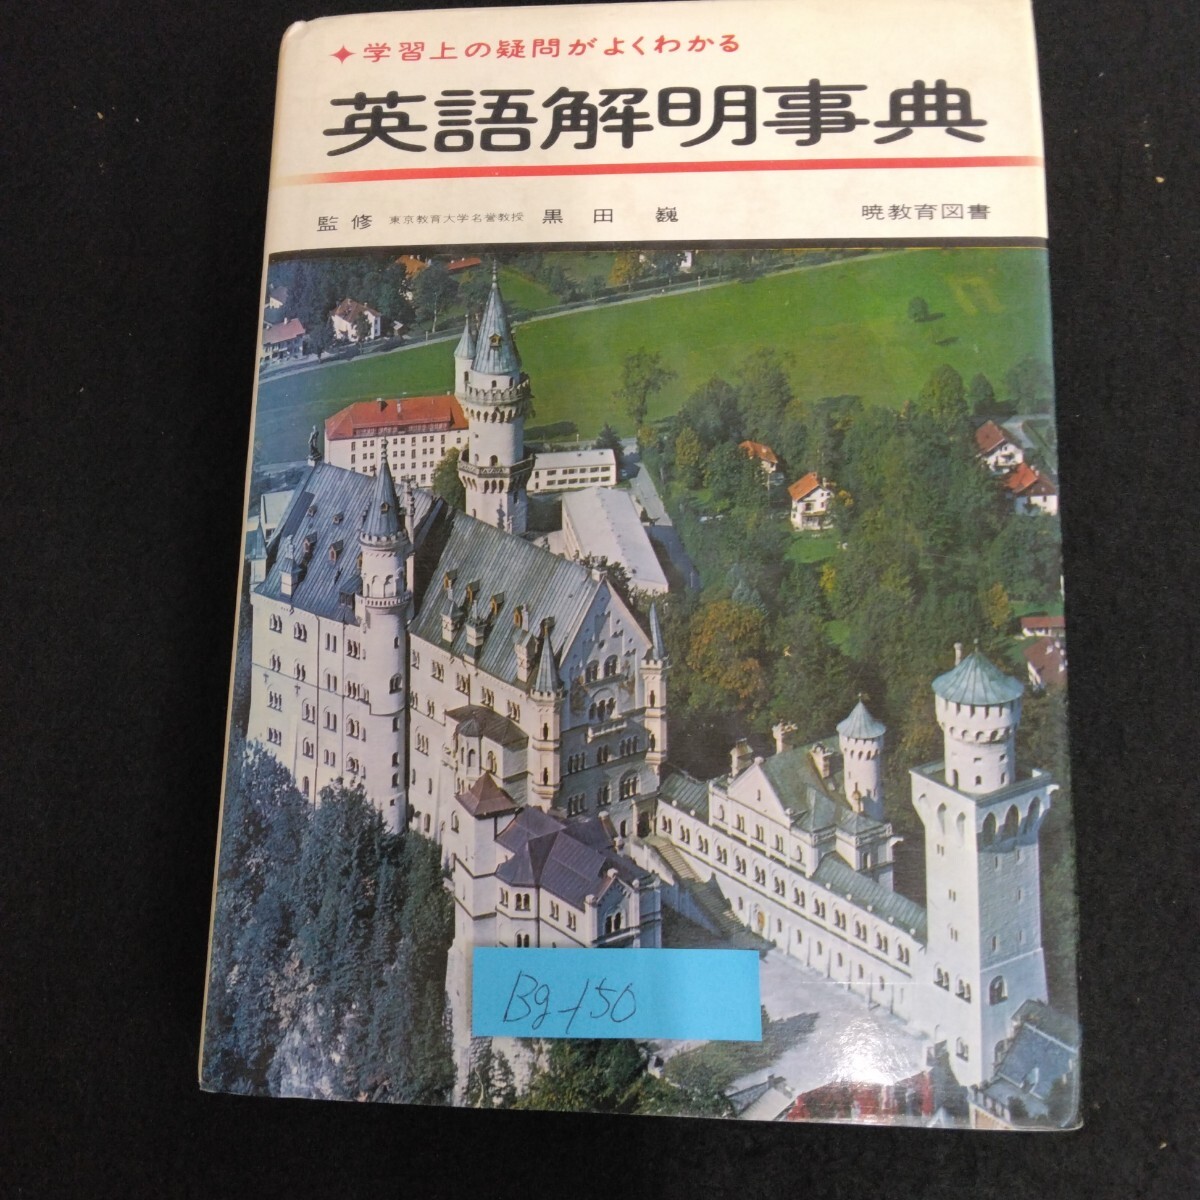 ✦学習上の疑問がよくわかる
英語解明事典
監修 東京教育大学名誉教授 黒田 巍 暁教育図書
Bg-150